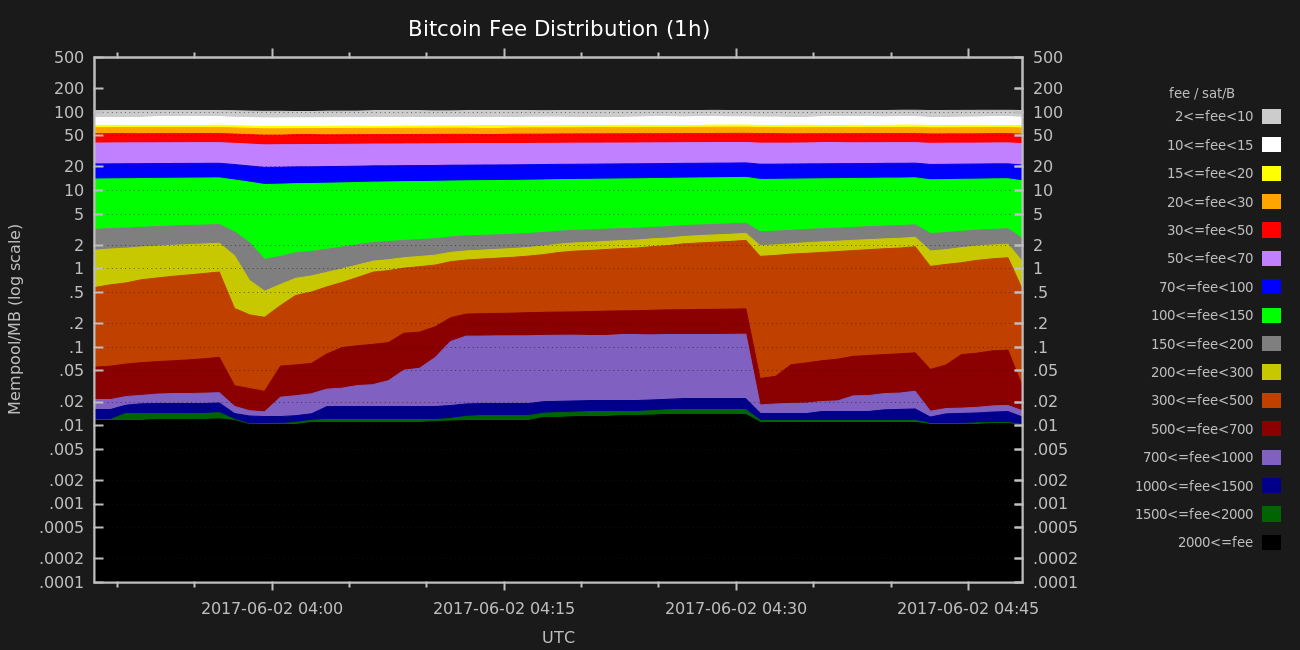 Bitcoin Fee Distribution (1h)
500 500
200 200
100 100
50 50
20 20
10 10
5 5
2 2
1 1
.5 .5
.2 .2
.1 .1
.05 .05
.02 .02
.01 .01
.005 .005
.002 .002
.001 .001
.0005 .0005
.0002 .0002
.0001 .0001
Mempool/MB (log scale)
2017-06-02 04:00 2017-06-02 04:15 2017-06-02 04:30 2017-06-02 04:45
UTC
fee / sat/B
2<=fee<10
10<=fee<15
15<=fee<20
20<=fee<30
30<=fee<50
50<=fee<70
70<=fee<100
100<=fee<150
150<=fee<200
200<=fee<300
300<=fee<500
500<=fee<700
700<=fee<1000
1000<=fee<1500
1500<=fee<2000
2000<=fee